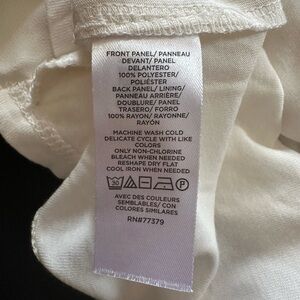 FRONT PANEL/ PANNEAU
DEVANT/ PANEL
DELANTERO
100% POLYESTER/
POLIÉSTER
BACK PANEL/ LINING/
PANNEAU ARRIÈRE/
DOUBLURE/ PANEL
TRASERO/ FORRO
100% RAYON/ RAYONNE/
RAYÓN
MACHINE WASH COLD
DELICATE CYCLE WITH LIKE
COLORS
ONLY NON-CHLORINE
BLEACH WHEN NEEDED
RESHAPE DRY FLAT
COOL IRON WHEN NEEDED
30 P
AVEC DES COULEURS
SEMBLABLES/ CON
COLORES SIMILARES
RN#77379